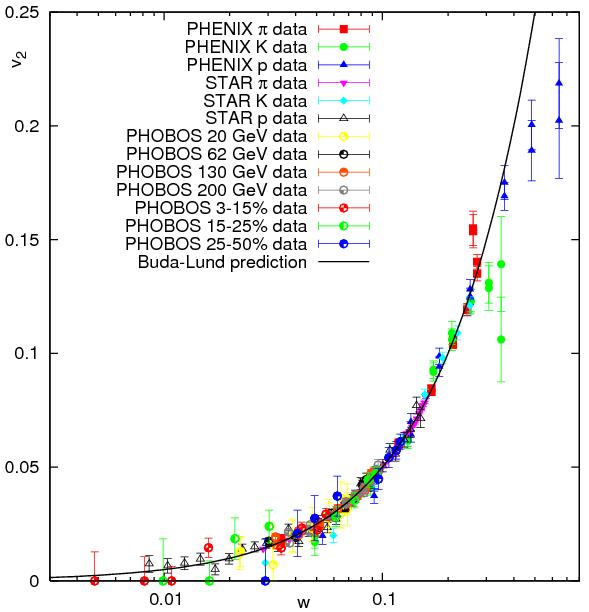 0.25
v2
PHENIX π data
PHENIX K data
PHENIX p data
STAR π data
STAR K data
STAR p data
PHOBOS 20 GeV data
PHOBOS 62 GeV data
PHOBOS 130 GeV data
PHOBOS 200 GeV data
PHOBOS 3-15% data
PHOBOS 15-25% data
PHOBOS 25-50% data
Buda-Lund prediction
0.2
0.15
0.1
0.05
0
0.01
w
0.1